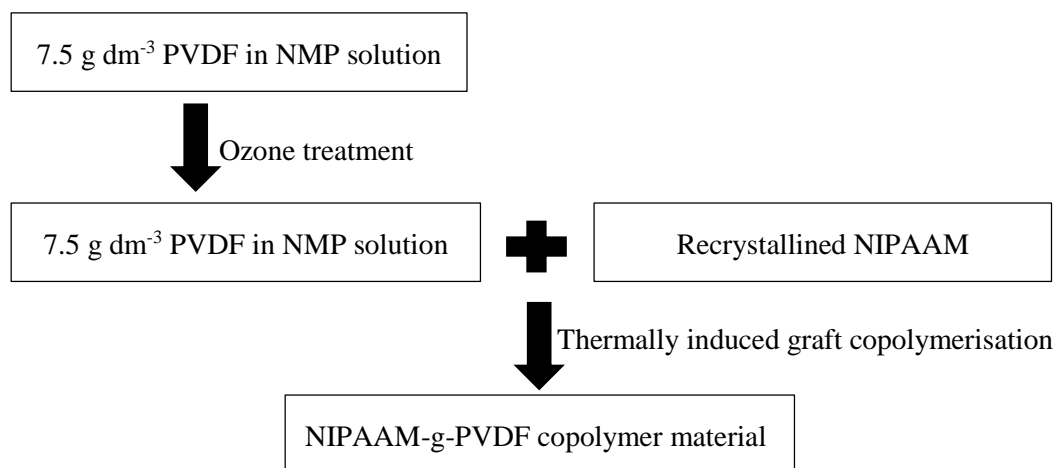 7.5 g dm⁻³ PVDF in NMP solution
Ozone treatment
7.5 g dm⁻³ PVDF in NMP solution
Recrystallined NIPAAM
Thermally induced graft copolymerisation
NIPAAM-g-PVDF copolymer material